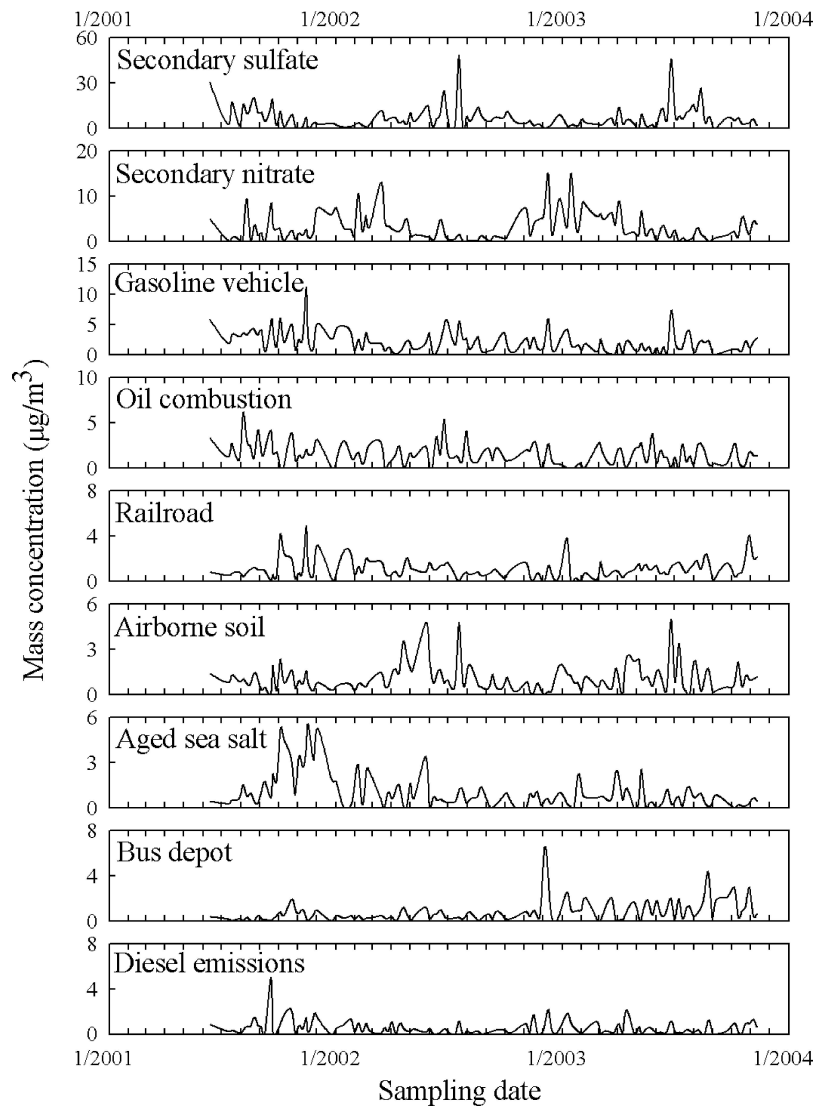 1/2001 1/2002 1/2003 1/2004
60
Secondary sulfate
30
0
20
Secondary nitrate
10
0
15
Gasoline vehicle
10
5
0
10
Oil combustion
5
0
8
Railroad
4
0
6
Airborne soil
3
0
6
Aged sea salt
3
0
8
Bus depot
4
0
8
Diesel emissions
4
0
1/2001 1/2002 1/2003 1/2004
Sampling date
Mass concentration (μg/m³)